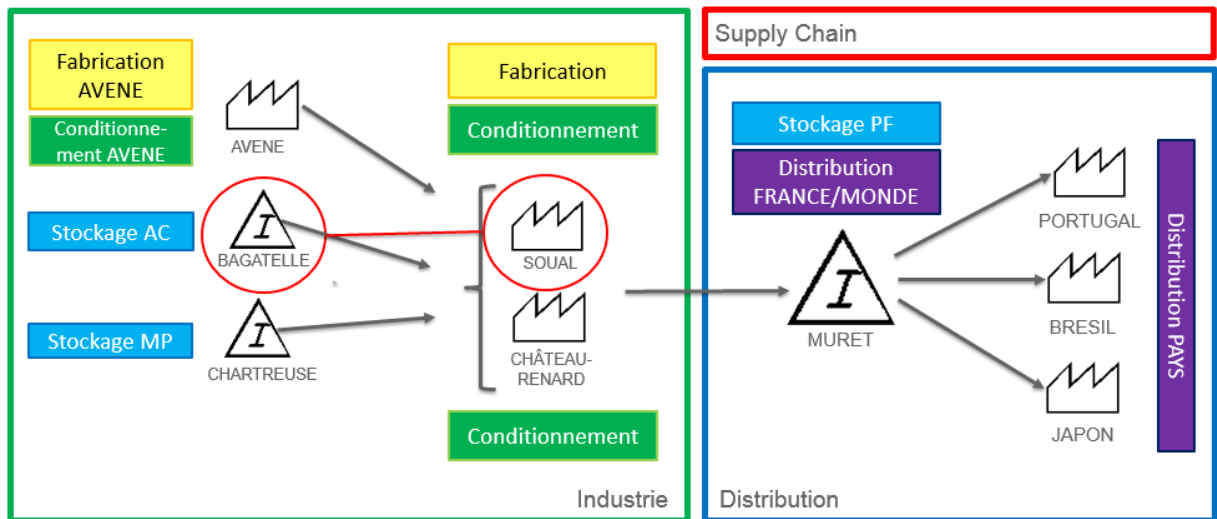 Fabrication
AVENE
Conditionne-
ment AVENE
AVENE
Stockage AC
I
BAGATELLE
Stockage MP
I
CHARTREUSE
Fabrication
Conditionnement
SOUAL
CHÂTEAU-
RENARD
Conditionnement
Industrie
Supply Chain
Stockage PF
Distribution
FRANCE/MONDE
I
MURET
PORTUGAL
BRESIL
JAPON
Distribution PAYS
Distribution